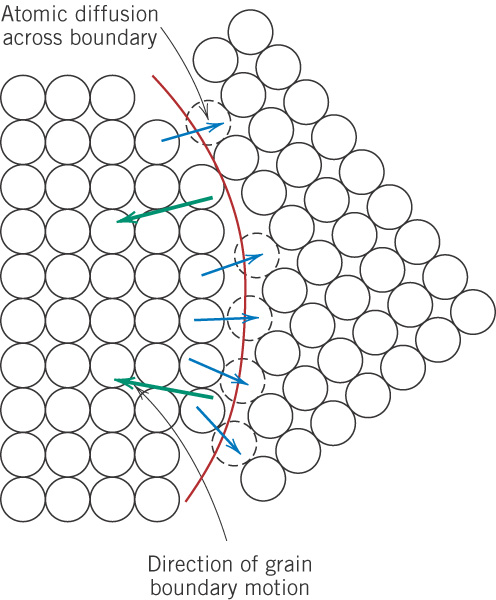 Atomic diffusion
across boundary
Direction of grain
boundary motion